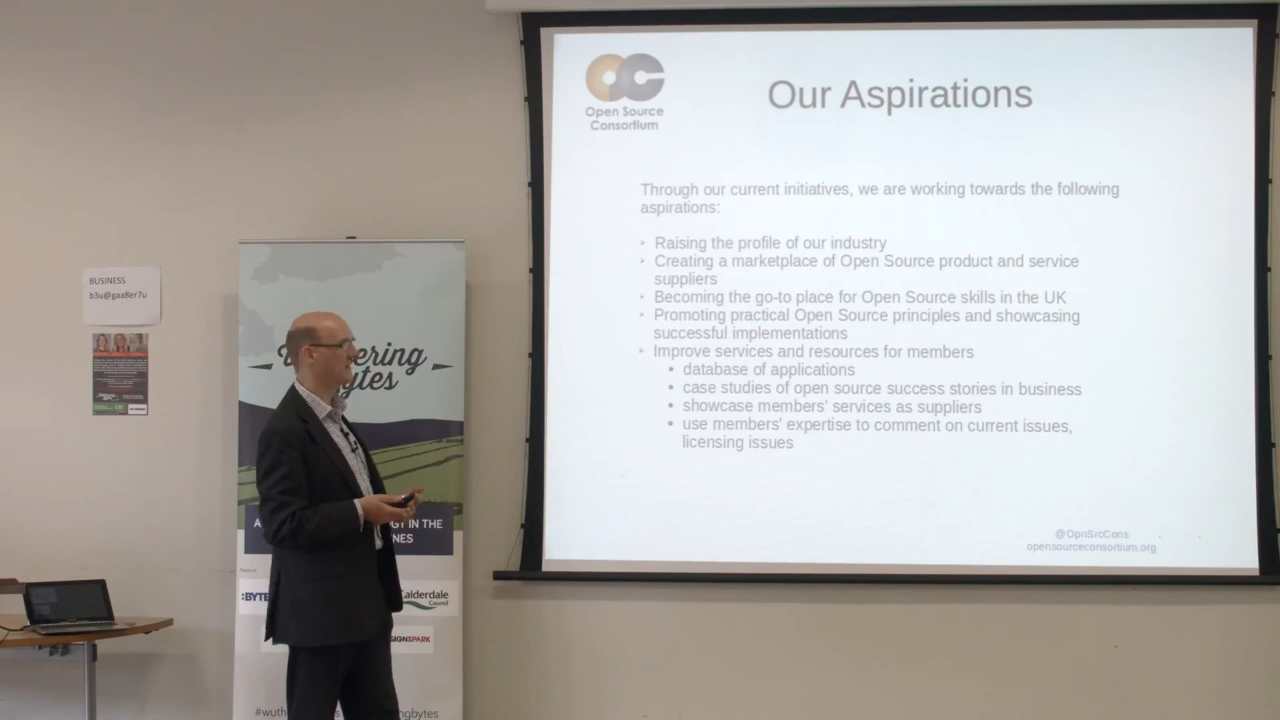 Open Source
Consortium
Our Aspirations
Through our current initiatives, we are working towards the following
aspirations:
Raising the profile of our industry
Creating a marketplace of Open Source product and service
suppliers
Becoming the go-to place for Open Source skills in the UK
Promoting practical Open Source principles and showcasing
successful implementations
Improve services and resources for members
• database of applications
• case studies of open source success stories in business
• showcase members' services as suppliers
• use members' expertise to comment on current issues,
licensing issues
@OpnSrcCons
opensourceconsortium.org
BUSINESS
b3u@gaa8er7u
A
IN THE
:BYTE
Calderdale
Council